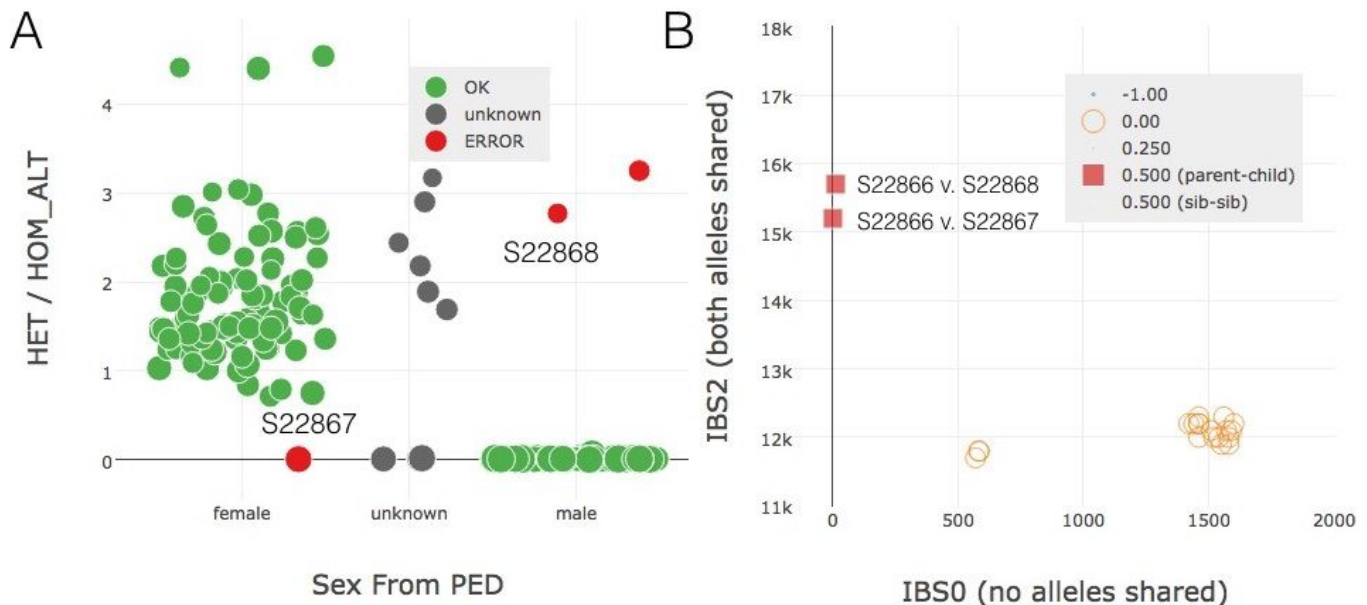 A
HET / HOM_ALT
4
3
2
1
0
OK
unknown
ERROR
S22868
S22867
female
unknown
male
Sex From PED
B
IBS2 (both alleles shared)
18k
17k
16k
15k
14k
13k
12k
11k
-1.00
0.00
0.250
0.500 (parent-child)
0.500 (sib-sib)
S22866 v. S22868
S22866 v. S22867
0
500
1000
1500
2000
IBS0 (no alleles shared)